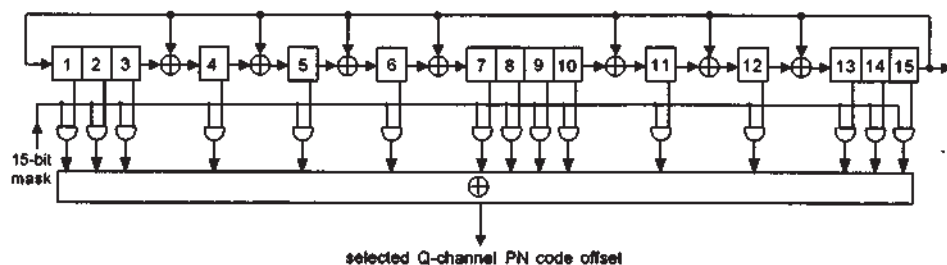 1 2 3 4 5 6 7 8 9 10 11 12 13 14 15
15-bit
mask
selected Q-channel PN code offset